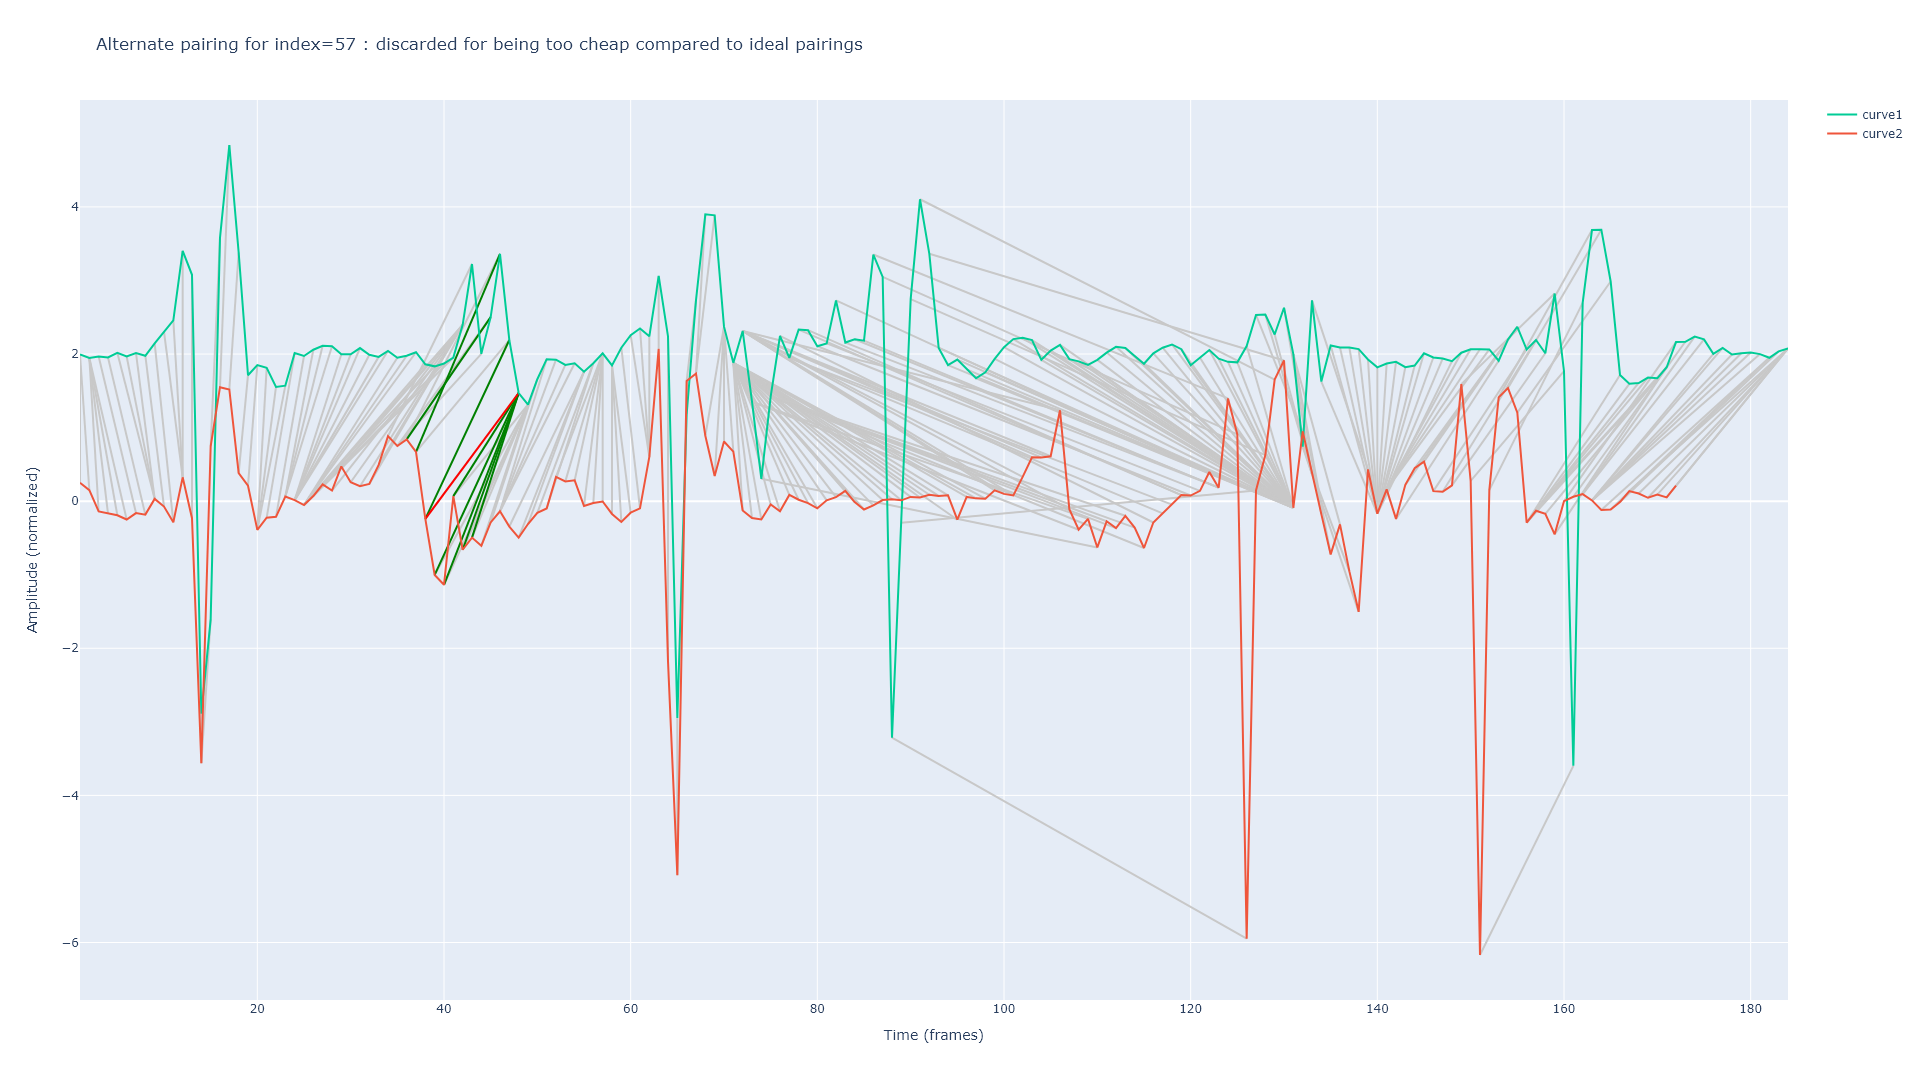 Alternate pairing for index=57 : discarded for being too cheap compared to ideal pairings
curve1
curve2
Amplitude (normalized)
4
2
0
−2
−4
−6
20 40 60 80 100 120 140 160 180
Time (frames)